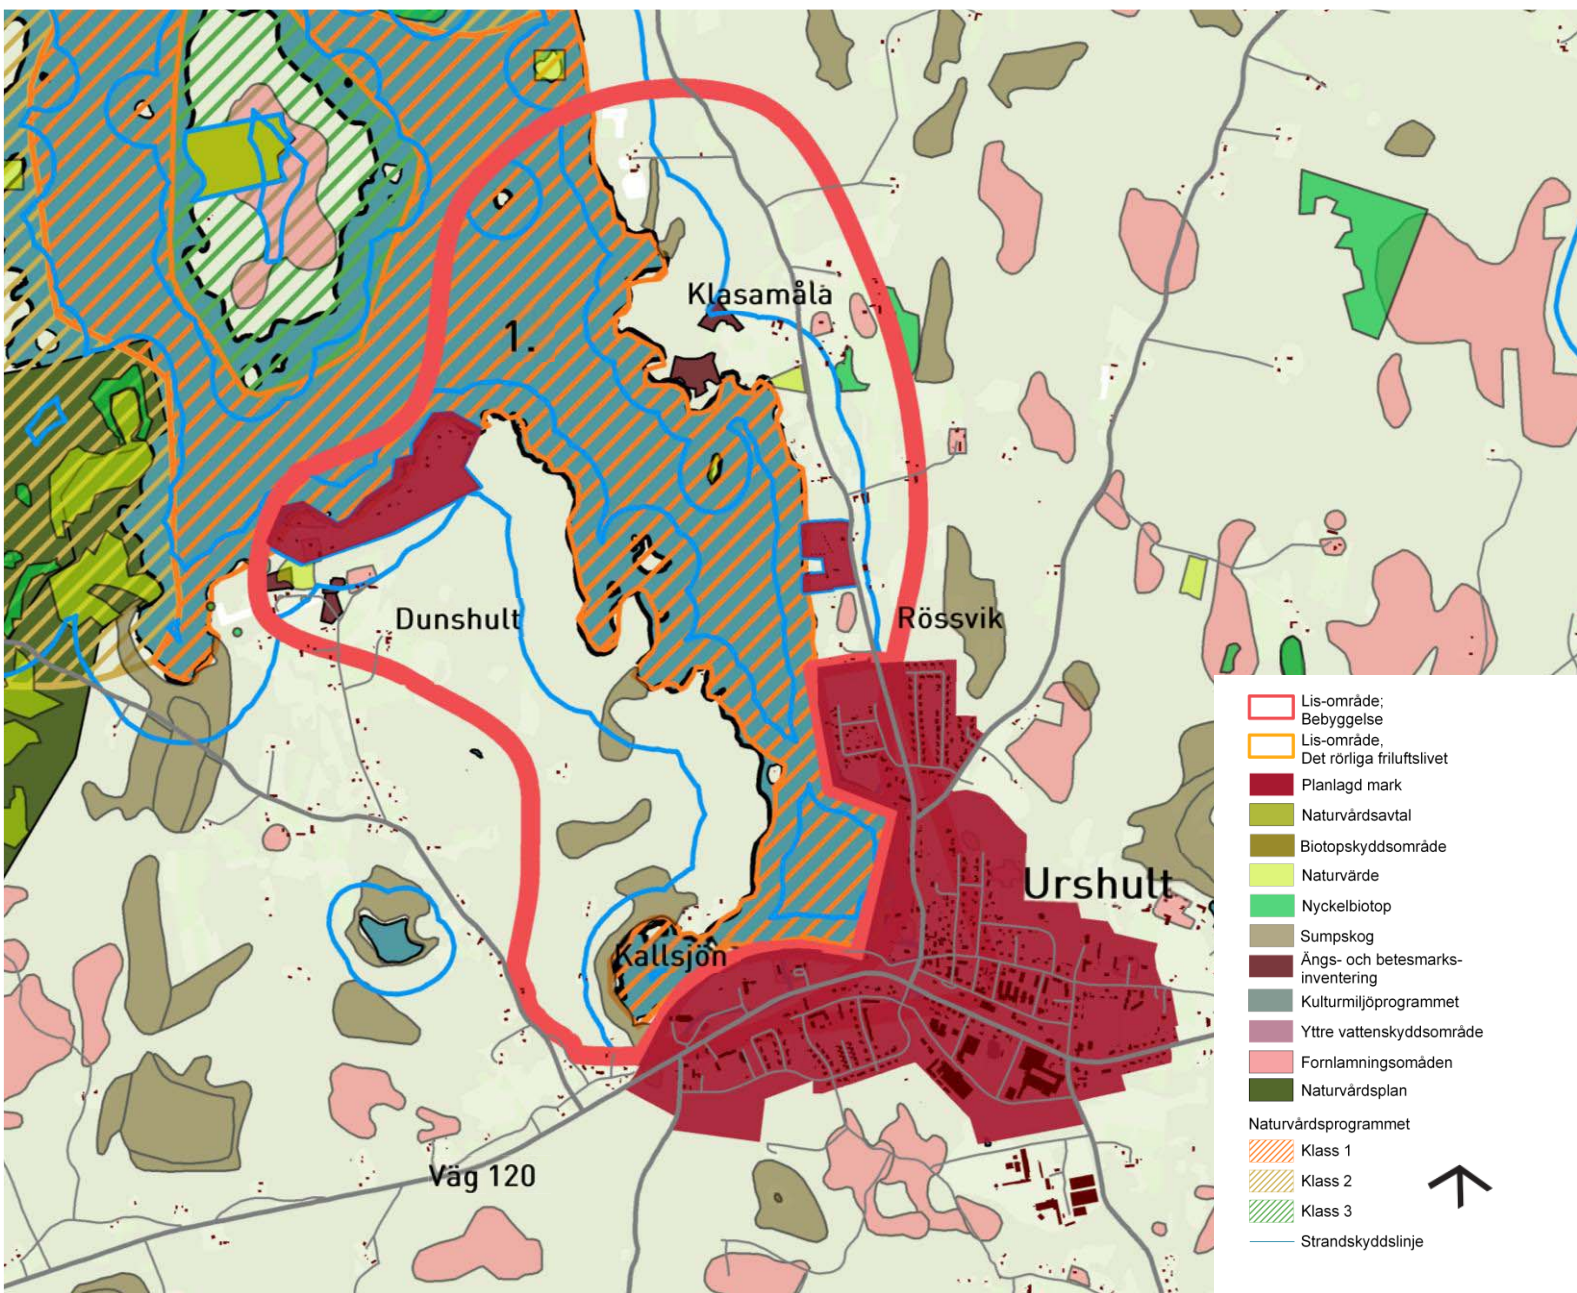 Klasamåla
1.
Dunshult
Rössvik
Urshult
Kallsjön
Väg 120
Lis-område;
Bebyggelse
Lis-område,
Det rörliga friluftslivet
Planlagd mark
Naturvårdsavtal
Biotopskyddsområde
Naturvärde
Nyckelbiotop
Sumpskog
Ängs- och betesmarks-
inventering
Kulturmiljöprogrammet
Yttre vattenskyddsområde
Fornlamningsomåden
Naturvårdsplan
Naturvårdsprogrammet
Klass 1
Klass 2
Klass 3
Strandskyddslinje